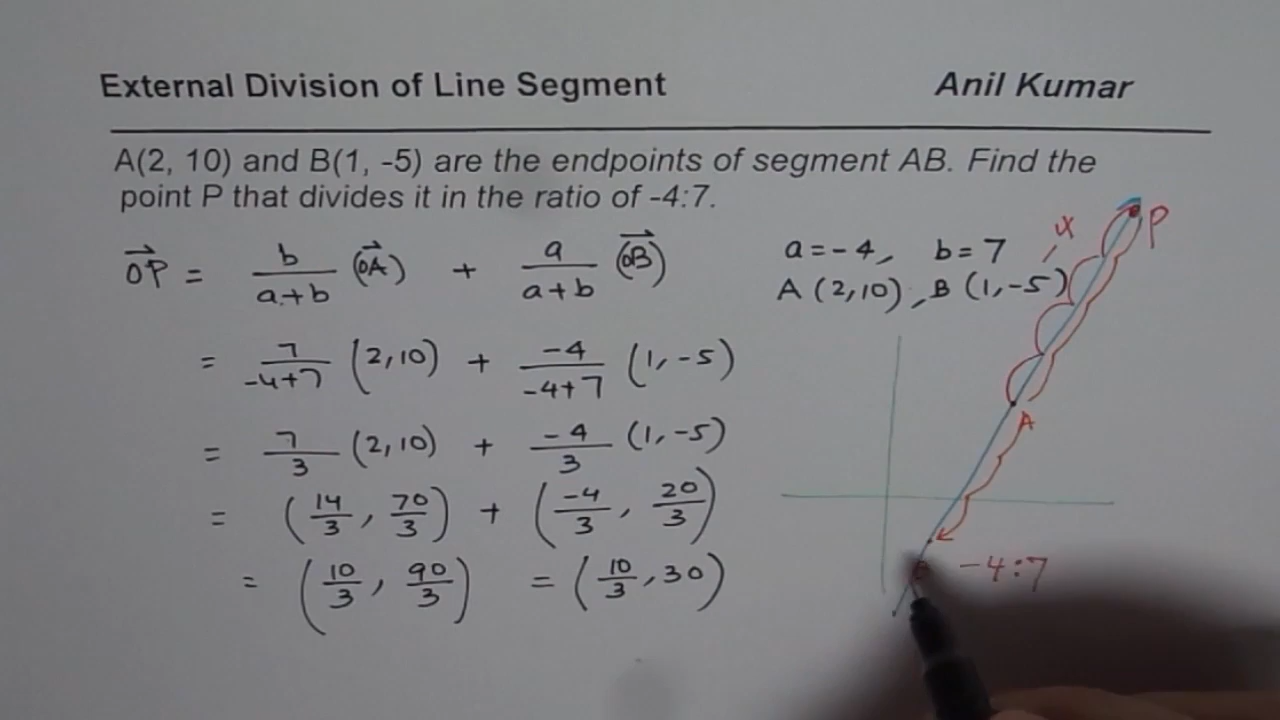 External Division of Line Segment Anil Kumar
A(2, 10) and B(1, -5) are the endpoints of segment AB. Find the
point P that divides it in the ratio of -4:7.
→OP = b/(a+b) (→OA) + a/(a+b) (→OB)
= 7/(-4+7) (2,10) + -4/(-4+7) (1,-5)
= 7/3 (2,10) + -4/3 (1,-5)
= (14/3, 70/3) + (-4/3, 20/3)
= (10/3, 90/3) = (10/3, 30)
a = -4, b = 7
A (2,10), B (1,-5)
4
P
A
-4:7